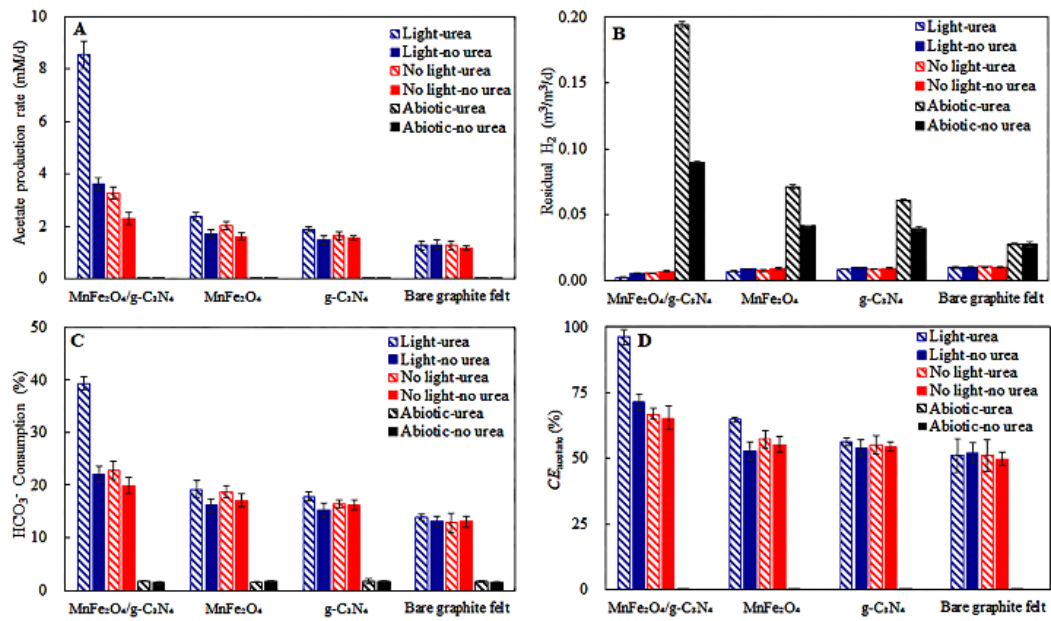 A
Acetate production rate (mM/d)
10
8
6
4
2
0
Light-urea
Light-no urea
No light-urea
No light-no urea
Abiotic-urea
Abiotic-no urea
MnFe₂O₄/g-C₃N₄ MnFe₂O₄ g-C₃N₄ Bare graphite felt
B
Residual H₂ (m³/m³/d)
0.20
0.15
0.10
0.05
0.00
Light-urea
Light-no urea
No light-urea
No light-no urea
Abiotic-urea
Abiotic-no urea
MnFe₂O₄/g-C₃N₄ MnFe₂O₄ g-C₃N₄ Bare graphite felt
C
HCO₃⁻ Consumption (%)
50
40
30
20
10
0
Light-urea
Light-no urea
No light-urea
No light-no urea
Abiotic-urea
Abiotic-no urea
MnFe₂O₄/g-C₃N₄ MnFe₂O₄ g-C₃N₄ Bare graphite felt
D
CEacetate (%)
100
75
50
25
0
Light-urea
Light-no urea
No light-urea
No light-no urea
Abiotic-urea
Abiotic-no urea
MnFe₂O₄/g-C₃N₄ MnFe₂O₄ g-C₃N₄ Bare graphite felt